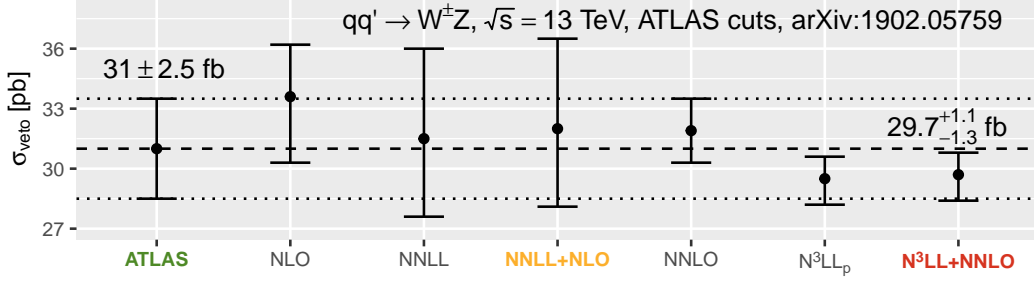 qq' → W±Z, √s = 13 TeV, ATLAS cuts, arXiv:1902.05759
36
31 ± 2.5 fb
33
29.7 +1.1 −1.3 fb
30
27
σveto [pb]
ATLAS NLO NNLL NNLL+NLO NNLO N³LLp N³LL+NNLO